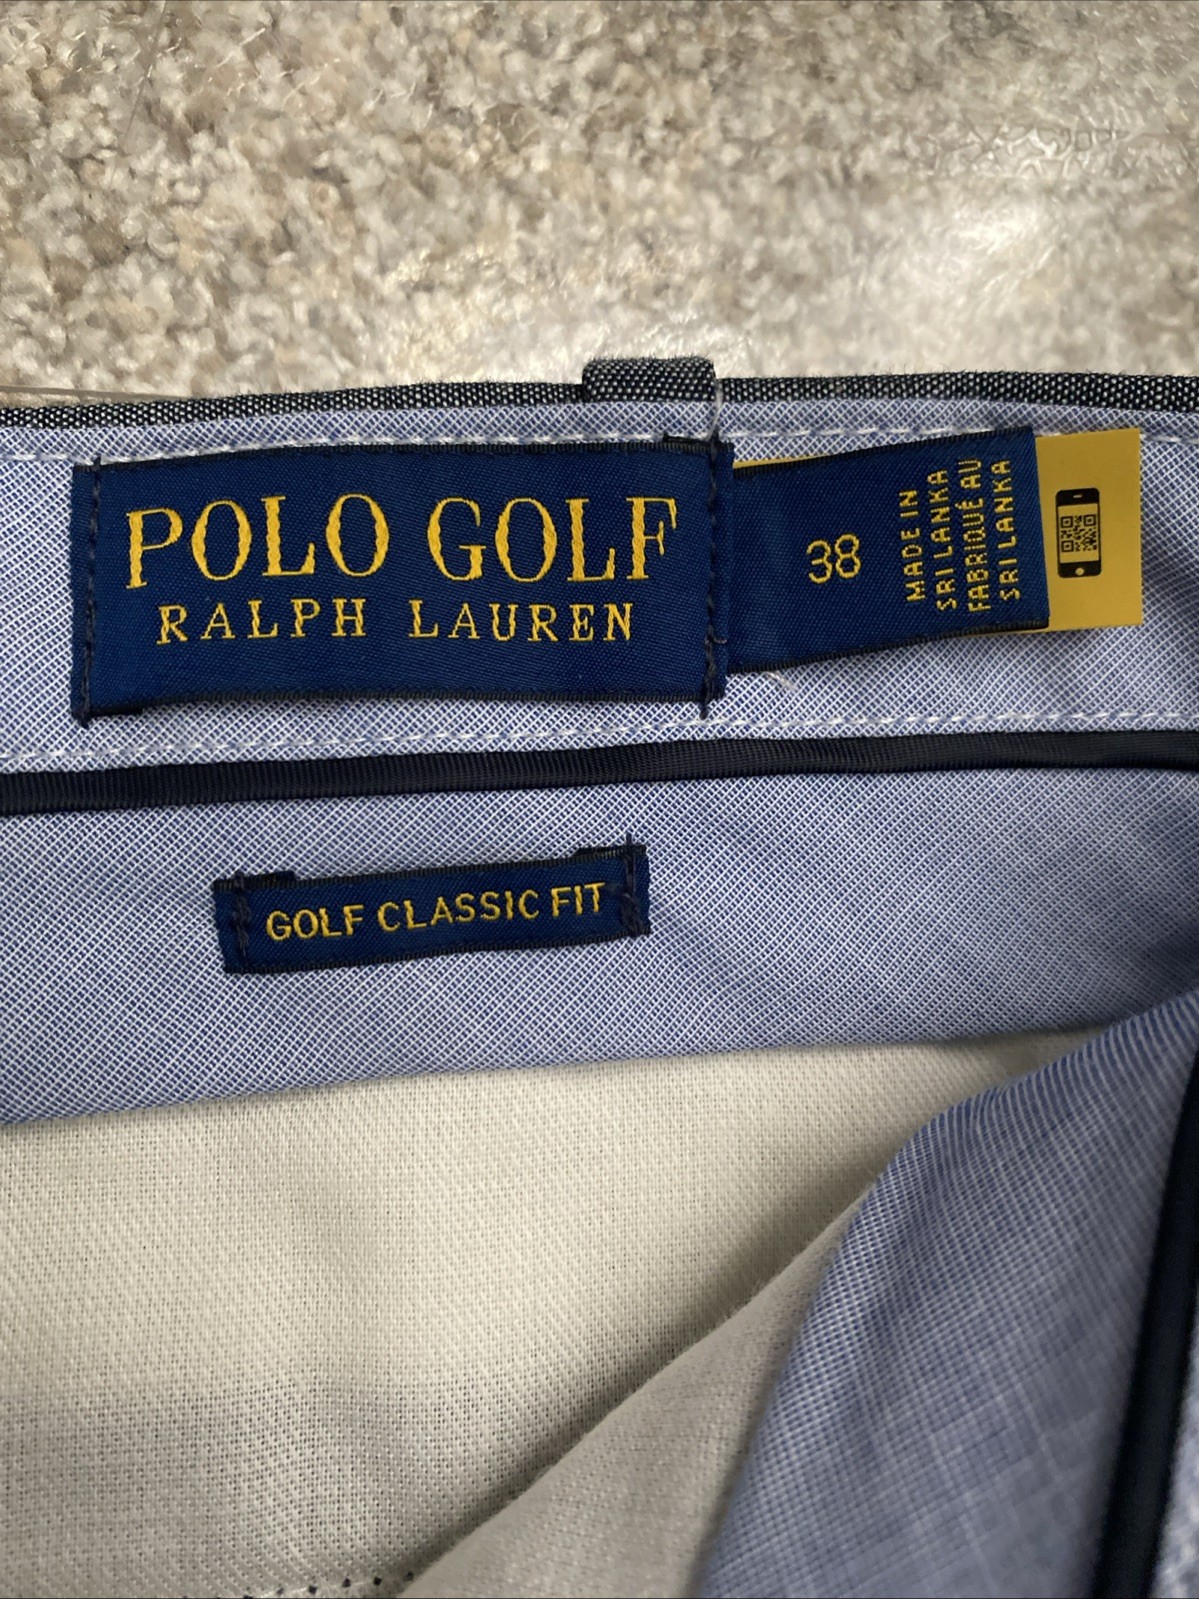 POLO GOLF
RALPH LAUREN
38
MADE IN
SRI LANKA
FABRIQUÉ AU
SRI LANKA
GOLF CLASSIC FIT